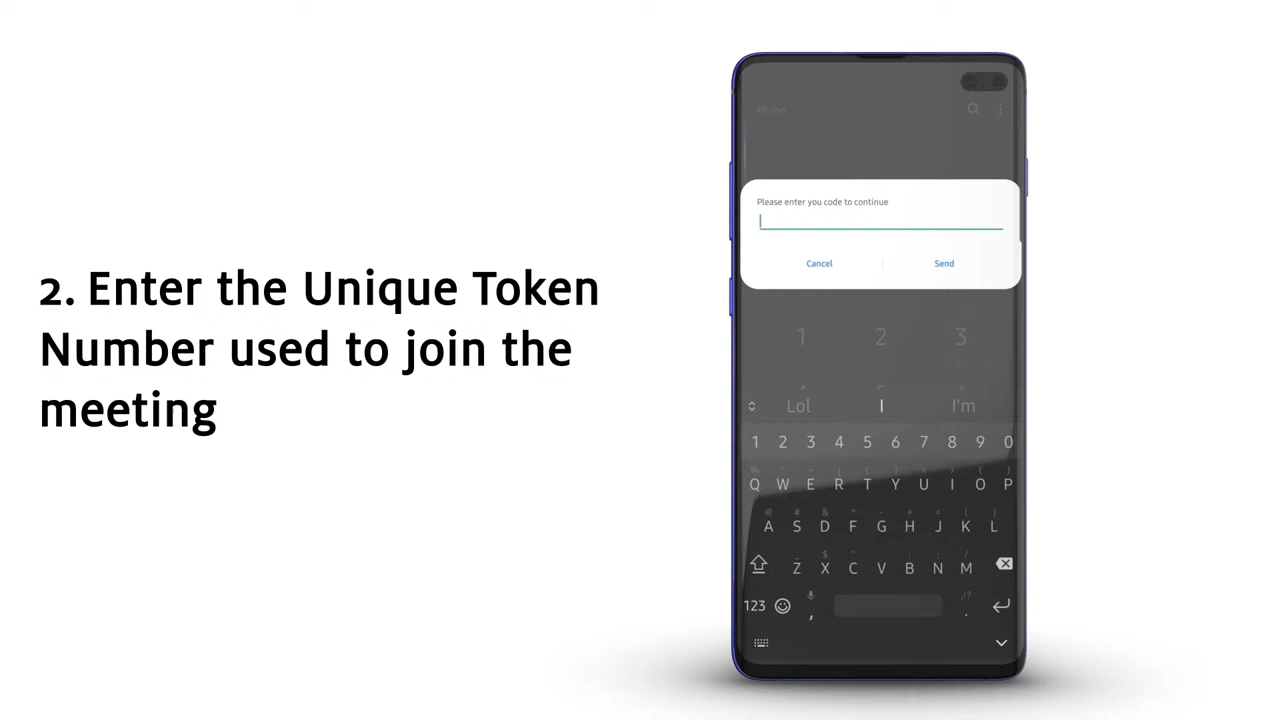 2. Enter the Unique Token
Number used to join the
meeting
Phone
Please enter you code to continue
Cancel
Send
1 2 3
Lol I I'm
1 2 3 4 5 6 7 8 9 0
Q W E R T Y U I O P
A S D F G H J K L
Z X C V B N M
123 , .